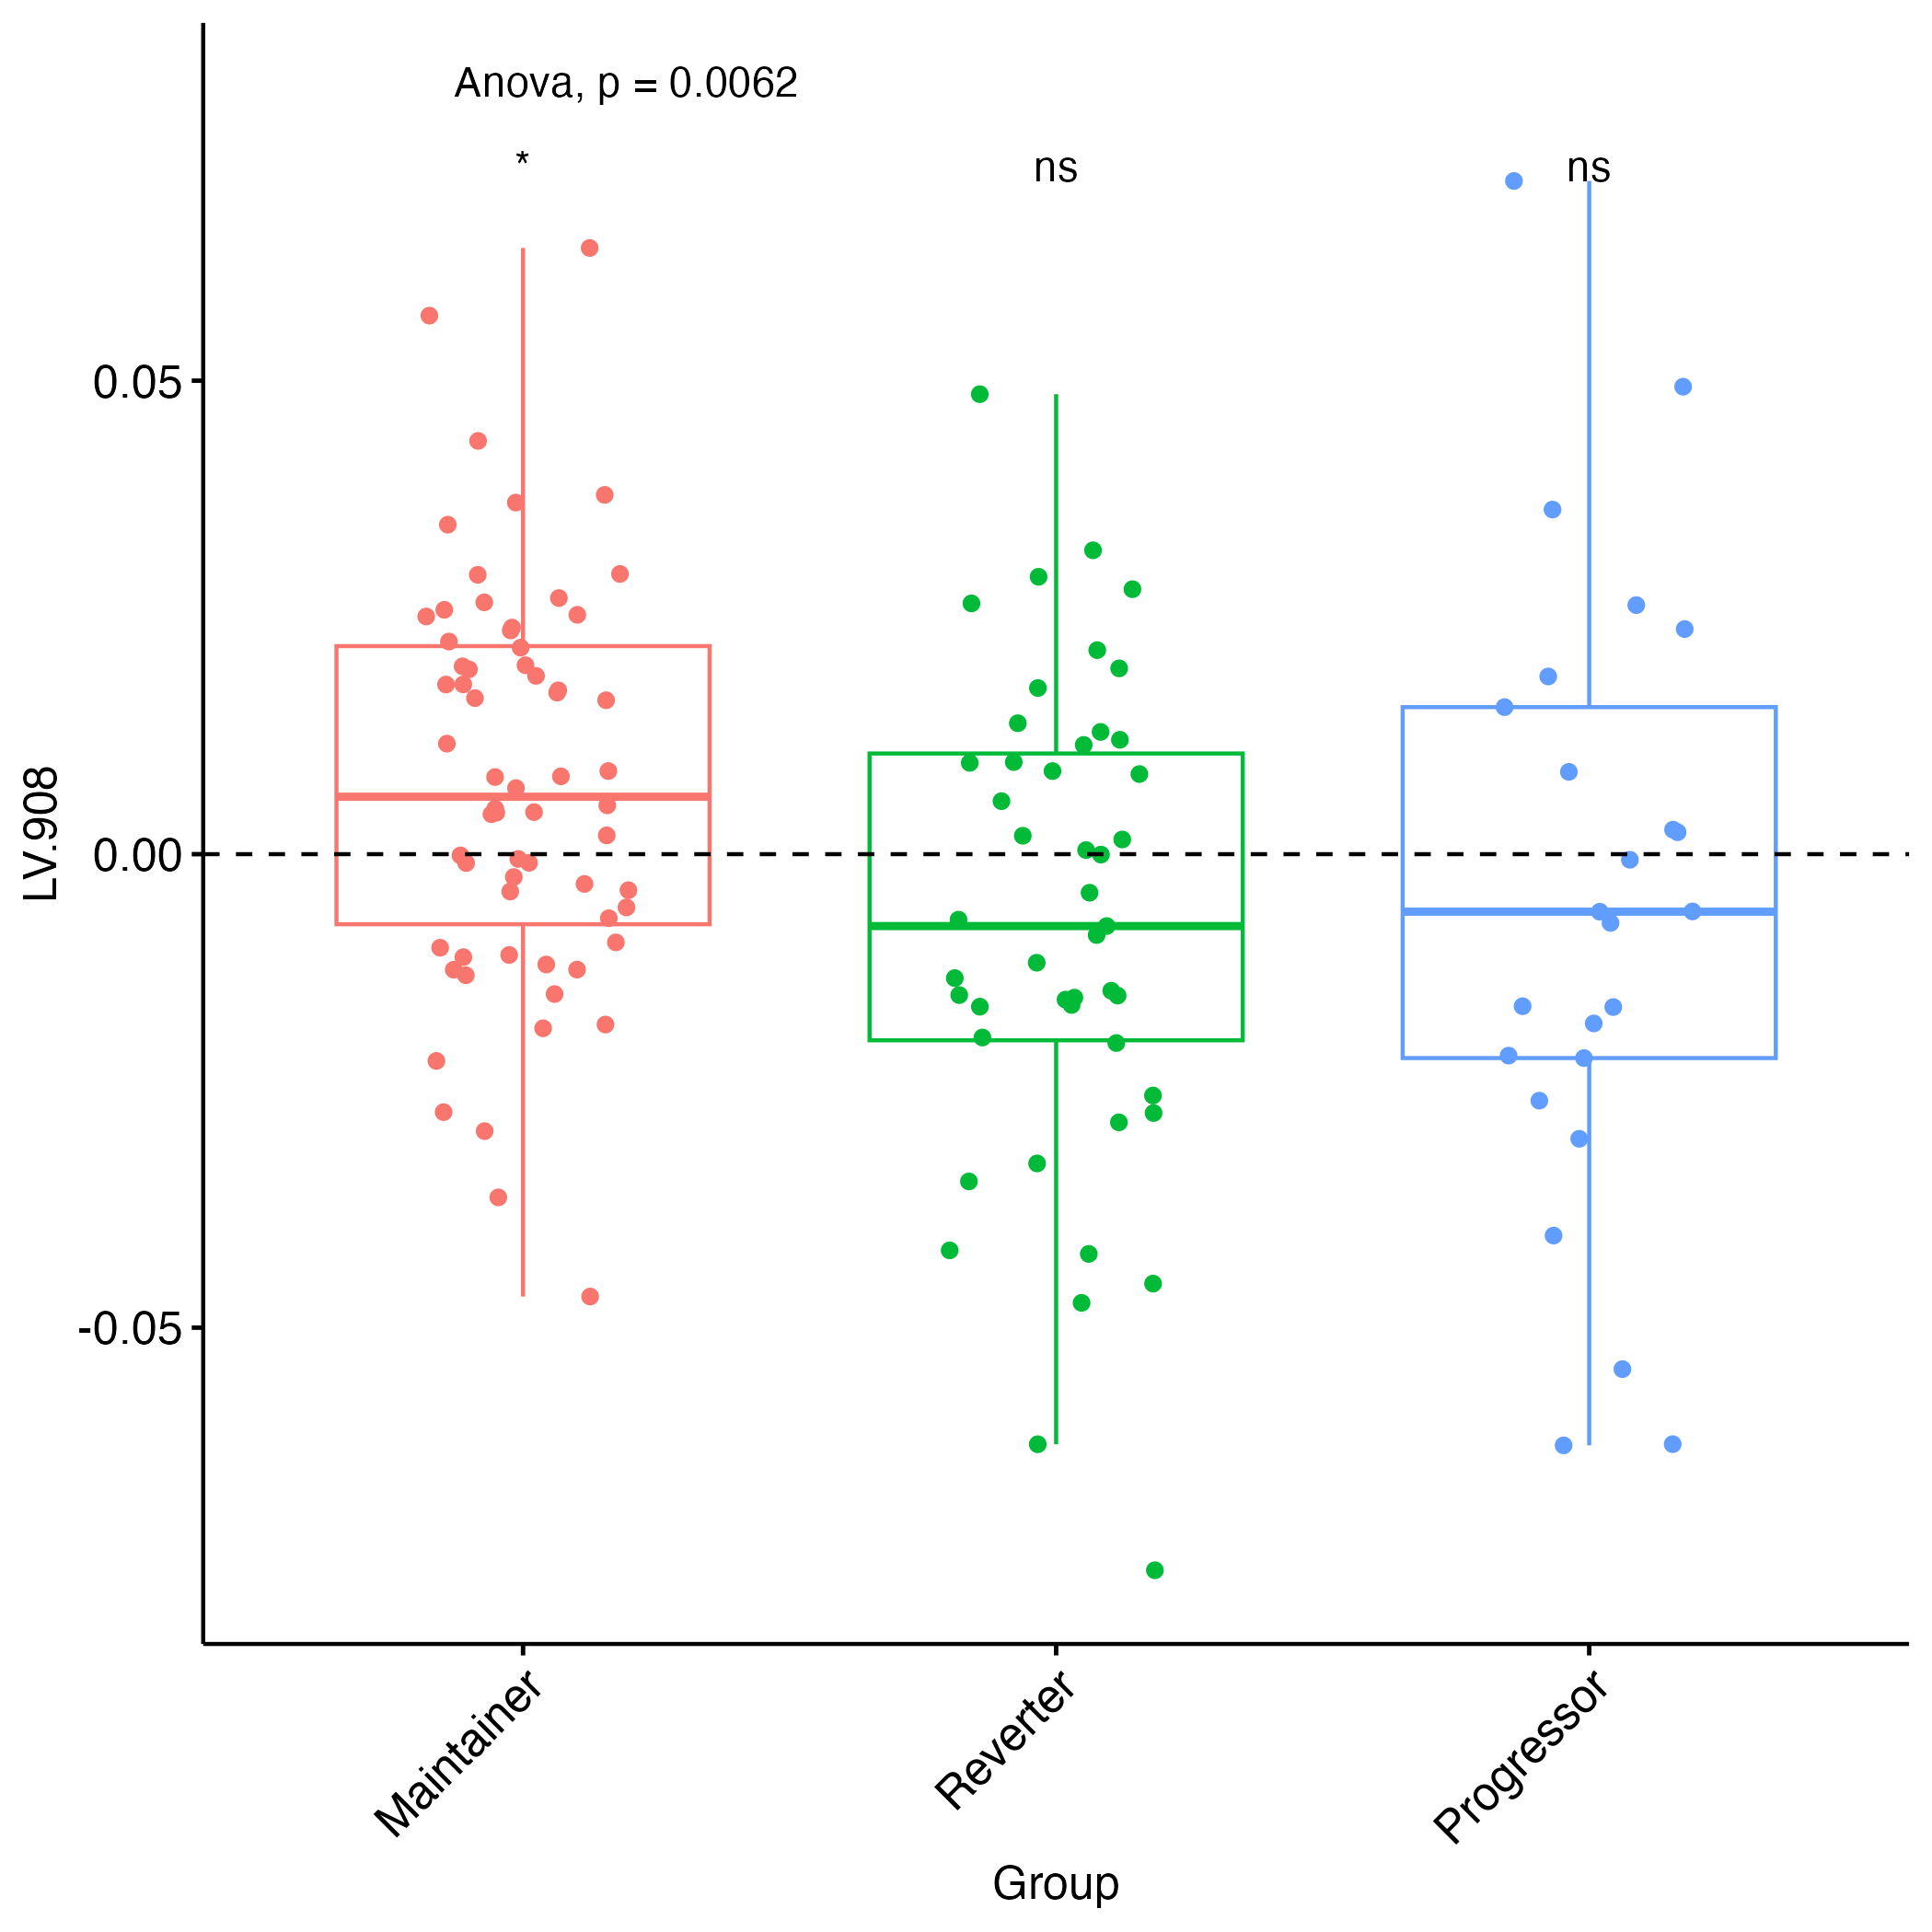 Anova, p = 0.0062
* ns ns
0.05
0.00
-0.05
LV.908
Maintainer Reverter Progressor
Group